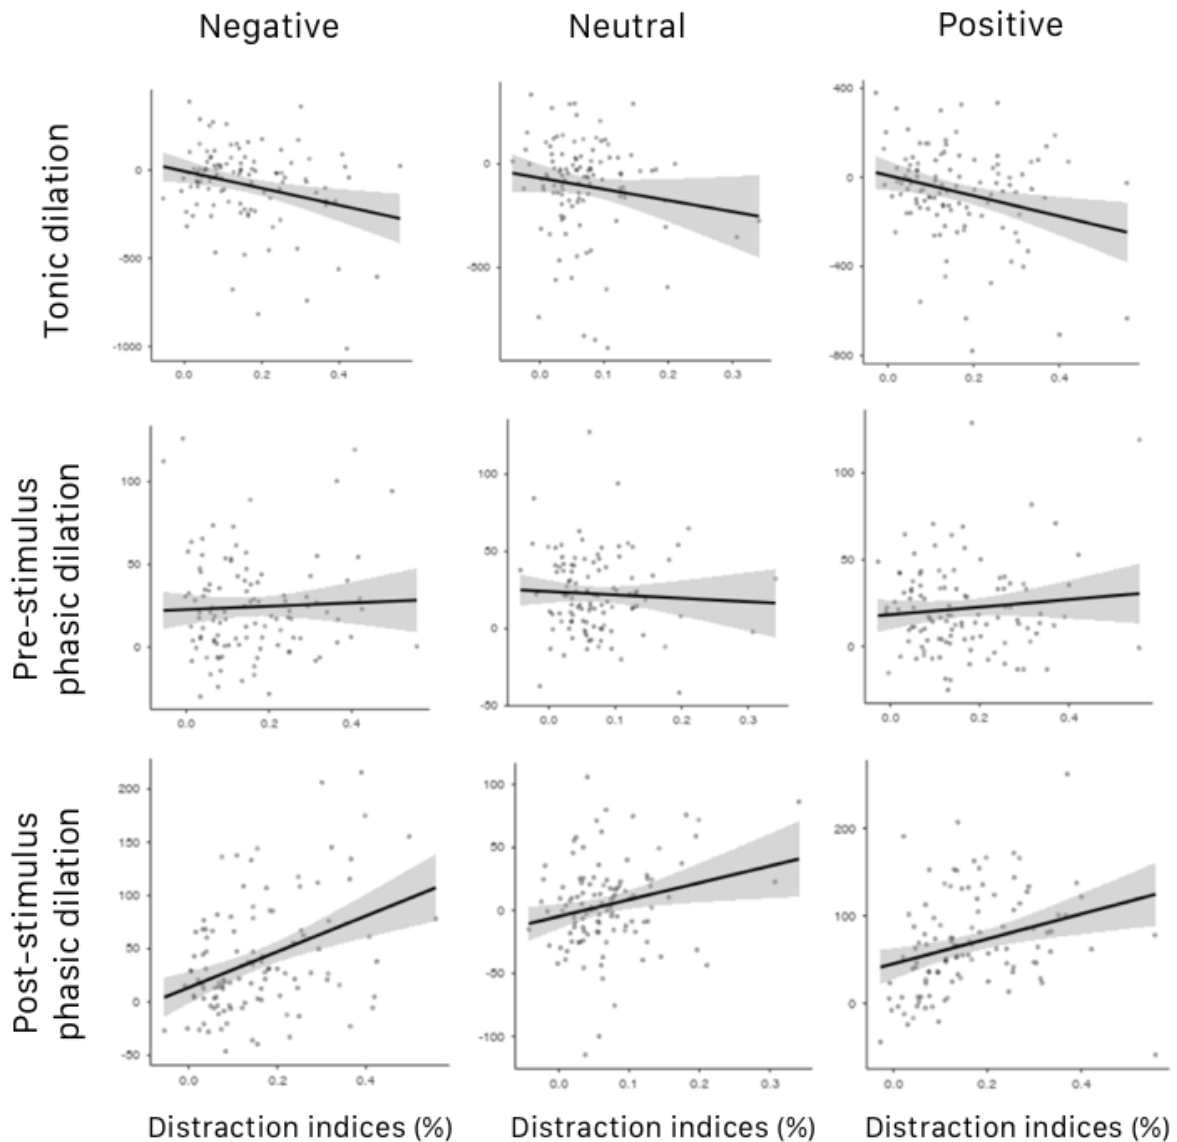 Negative
Neutral
Positive
Tonic dilation
0
-500
-1000
0.0 0.2 0.4
0
-500
0.0 0.1 0.2 0.3
400
0
-400
-800
0.0 0.2 0.4
Pre-stimulus
phasic dilation
100
50
0
0.0 0.2 0.4
100
50
0
-50
0.0 0.1 0.2 0.3
100
50
0
0.0 0.2 0.4
Post-stimulus
phasic dilation
200
150
100
50
0
-50
0.0 0.2 0.4
100
50
0
-50
-100
0.0 0.1 0.2 0.3
200
100
0
0.0 0.2 0.4
Distraction indices (%)
Distraction indices (%)
Distraction indices (%)